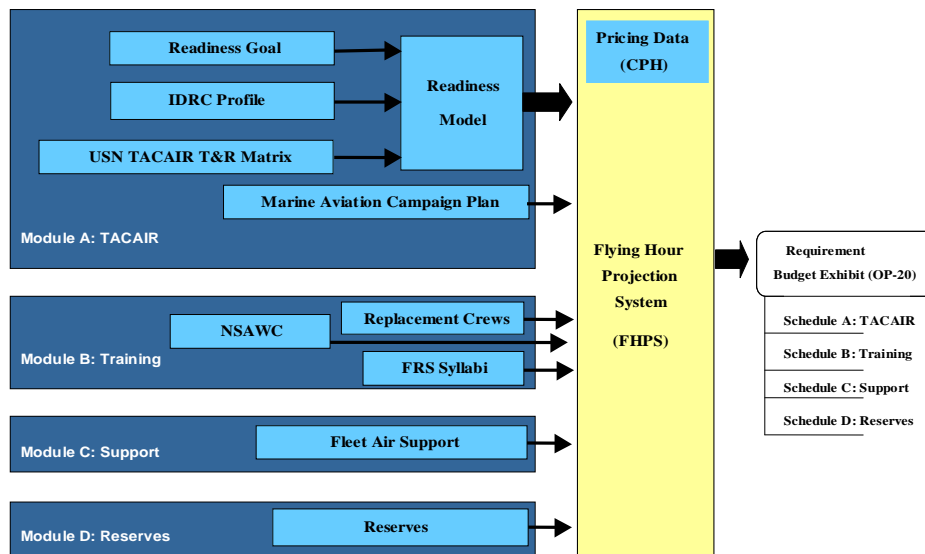 Readiness Goal
IDRC Profile
USN TACAIR T&R Matrix
Readiness
Model
Marine Aviation Campaign Plan
Module A: TACAIR
Replacement Crews
NSAWC
Module B: Training
FRS Syllabi
Fleet Air Support
Module C: Support
Reserves
Module D: Reserves
Pricing Data
(CPH)
Flying Hour
Projection
System
(FHPS)
Requirement
Budget Exhibit (OP-20)
Schedule A: TACAIR
Schedule B: Training
Schedule C: Support
Schedule D: Reserves